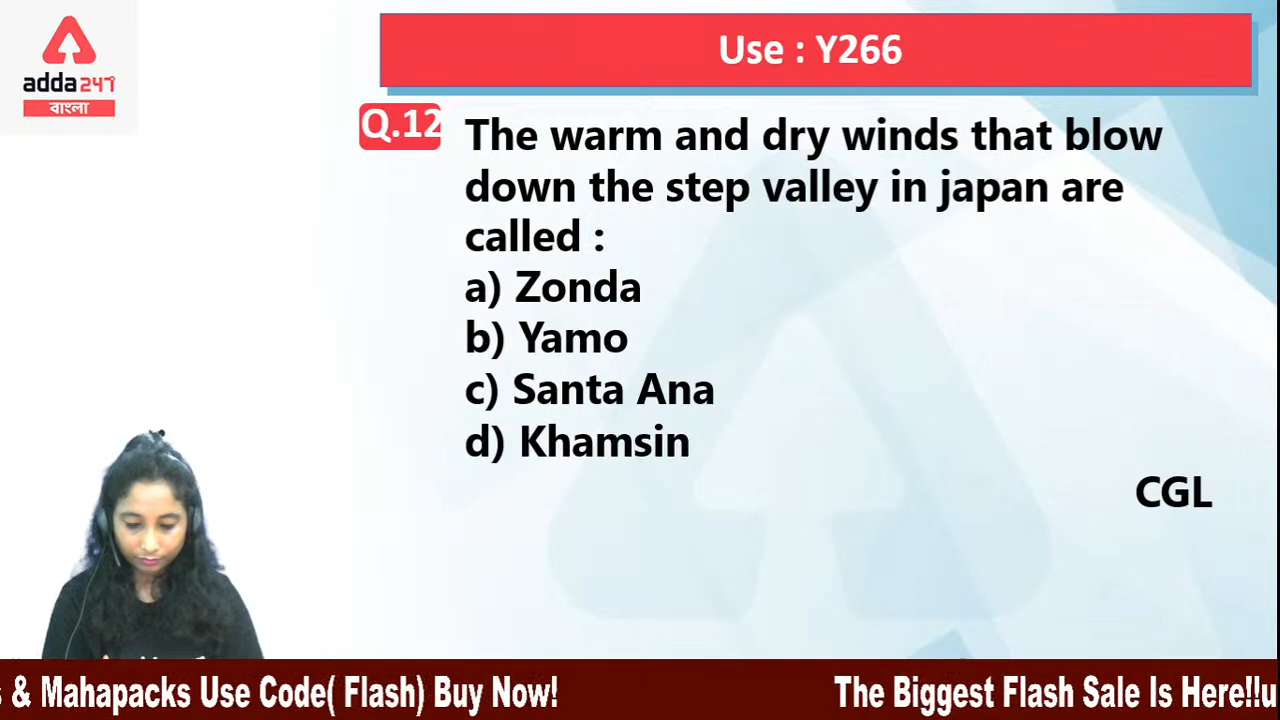 adda247
বাংলা
Use : Y266
Q.12
The warm and dry winds that blow
down the step valley in japan are
called :
a) Zonda
b) Yamo
c) Santa Ana
d) Khamsin
CGL
& Mahapacks Use Code( Flash) Buy Now!
The Biggest Flash Sale Is Here!!u